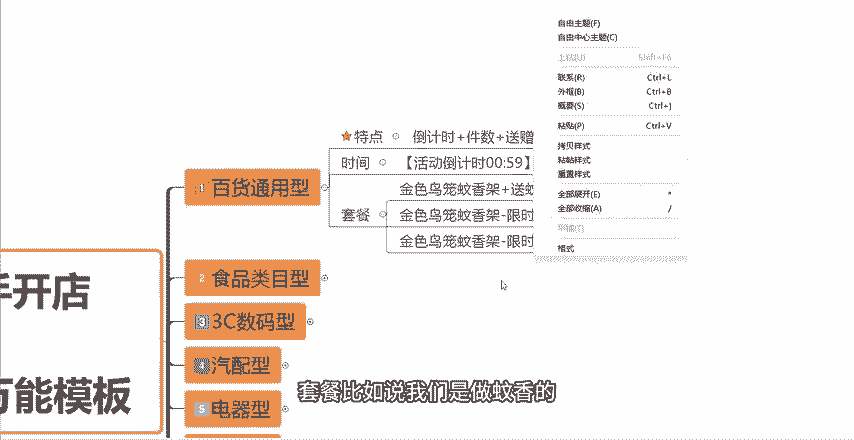 自由主题(F)
自由中心主题(C)
联系(R) Ctrl+L
外框(B) Ctrl+B
概要(S) Ctrl+]
粘贴(P) Ctrl+V
拷贝样式
粘贴样式
重置样式
全部展开(E) *
全部收缩(A) /
格式
特点 倒计时+件数+送赠
时间 【活动倒计时00:59】
套餐
金色鸟笼蚊香架+送蚊
金色鸟笼蚊香架-限时
金色鸟笼蚊香架-限时
1 百货通用型
2 食品类目型
3 3C数码型
4 汽配型
5 电器型
手开店
万能模板
套餐比如说我们是做蚊香的